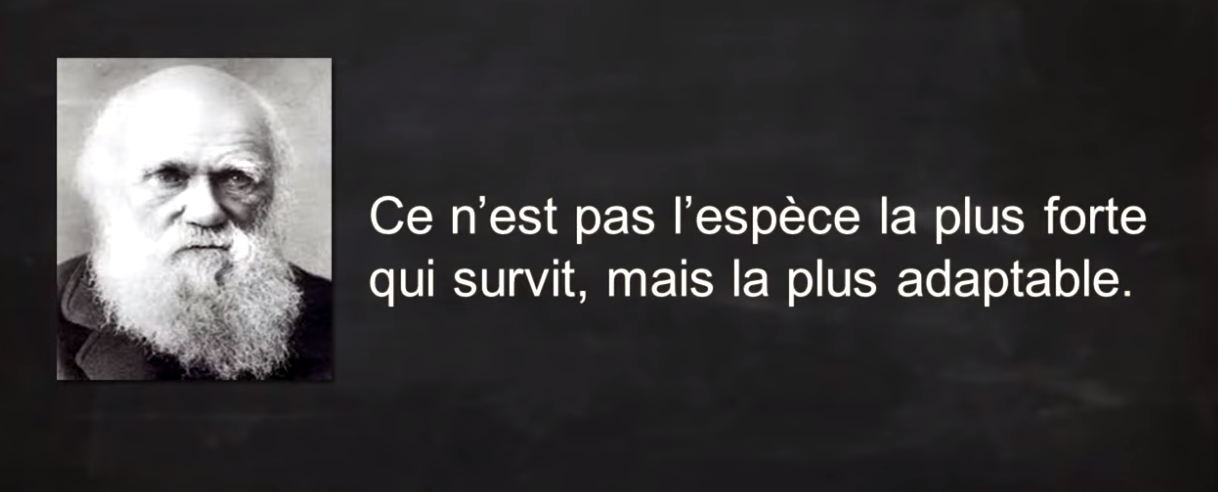 Ce n’est pas l’espèce la plus forte
qui survit, mais la plus adaptable.